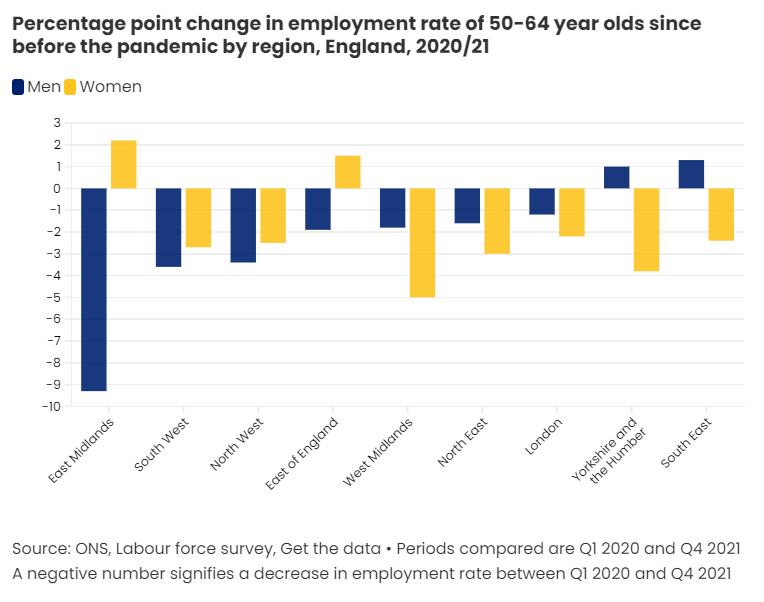 Percentage point change in employment rate of 50-64 year olds since
before the pandemic by region, England, 2020/21
Men Women
3
2
1
0
-1
-2
-3
-4
-5
-6
-7
-8
-9
-10
East Midlands
South West
North West
East of England
West Midlands
North East
London
Yorkshire and
the Humber
South East
Source: ONS, Labour force survey, Get the data • Periods compared are Q1 2020 and Q4 2021
A negative number signifies a decrease in employment rate between Q1 2020 and Q4 2021